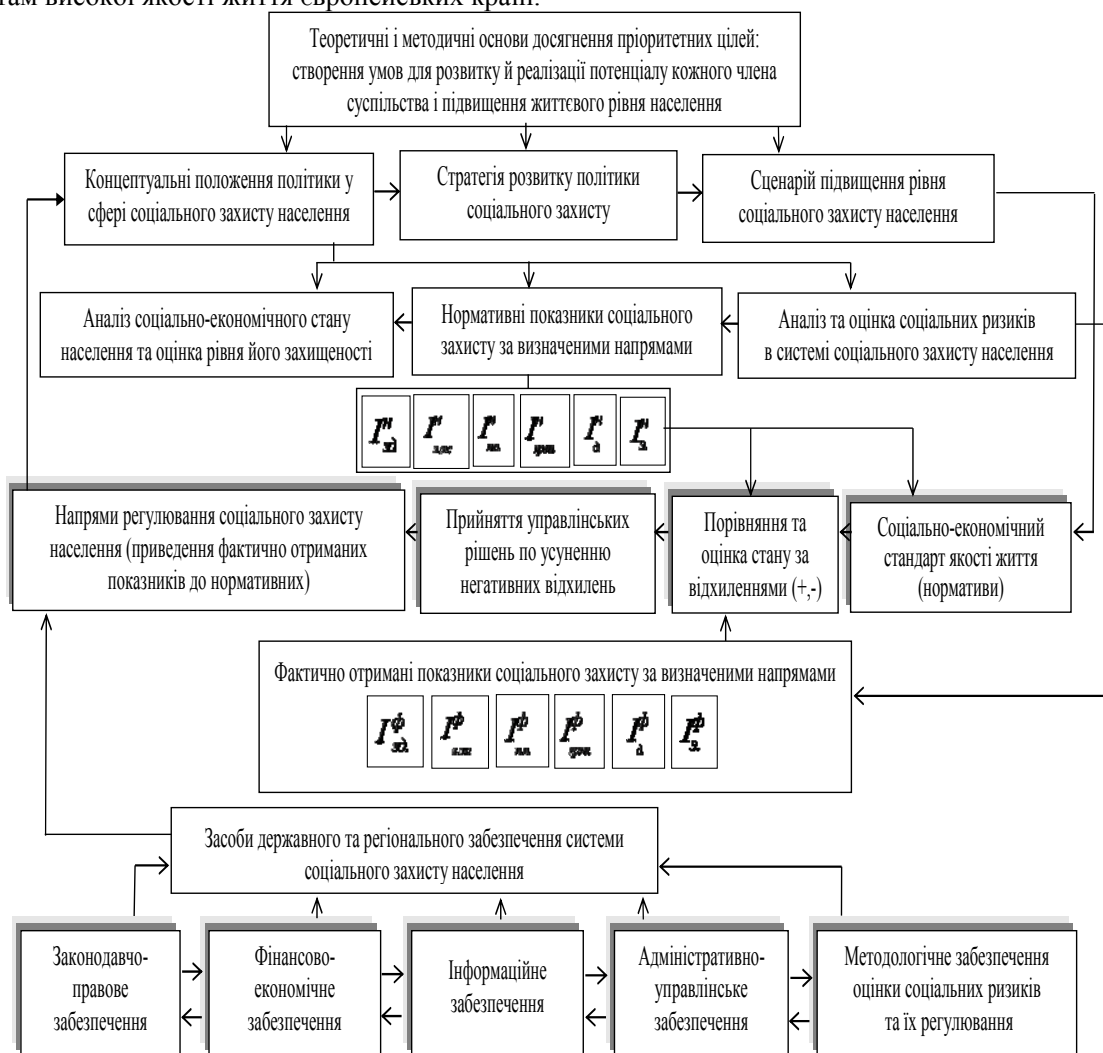 там високої якості життя європейських країн.
Теоретичні і методичні основи досягнення пріоритетних цілей:
створення умов для розвитку й реалізації потенціалу кожного члена
суспільства і підвищення життєвого рівня населення
Концептуальні положення політики у
сфері соціального захисту населення
Стратегія розвитку політики
соціального захисту
Сценарій підвищення рівня
соціального захисту населення
Аналіз соціально-економічного стану
населення та оцінка рівня його захищеності
Нормативні показники соціального
захисту за визначеними напрямами
Аналіз та оцінка соціальних ризиків
в системі соціального захисту населення
Напрями регулювання соціального захисту
населення (приведення фактично отриманих
показників до нормативних)
Прийняття управлінських
рішень по усуненню
негативних відхилень
Порівняння та
оцінка стану за
відхиленнями (+,-)
Соціально-економічний
стандарт якості життя
(нормативи)
Фактично отримані показники соціального захисту за визначеними напрямами
Засоби державного та регіонального забезпечення системи
соціального захисту населення
Законодавчо-
правове
забезпечення
Фінансово-
економічне
забезпечення
Інформаційне
забезпечення
Адміністративно-
управлінське
забезпечення
Методологічне забезпечення
оцінки соціальних ризиків
та їх регулювання